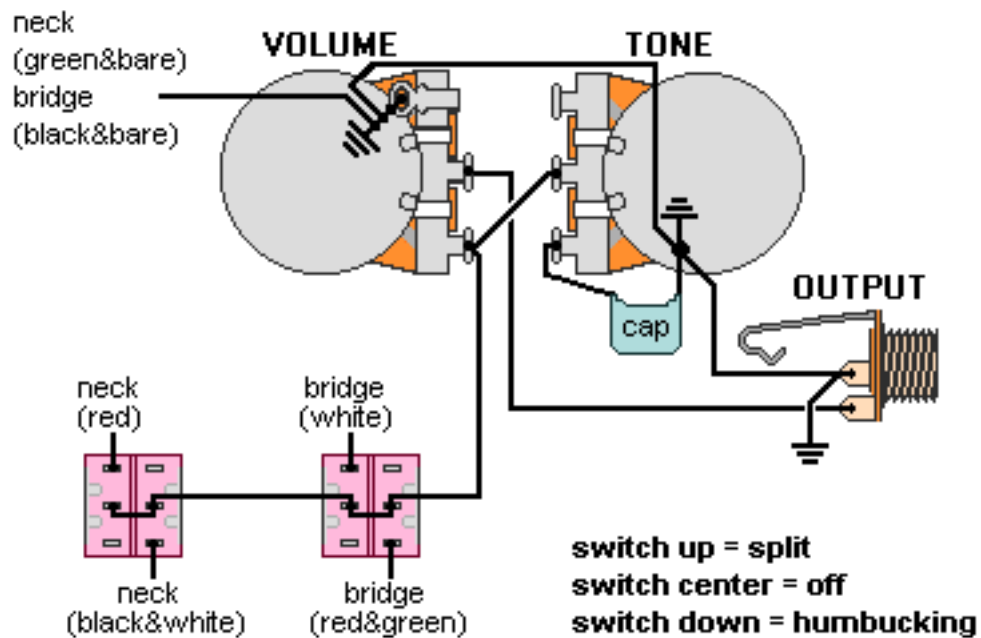 neck
(green&bare)
bridge
(black&bare)
VOLUME
TONE
cap
OUTPUT
neck
(red)
bridge
(white)
neck
(black&white)
bridge
(red&green)
switch up = split
switch center = off
switch down = humbucking